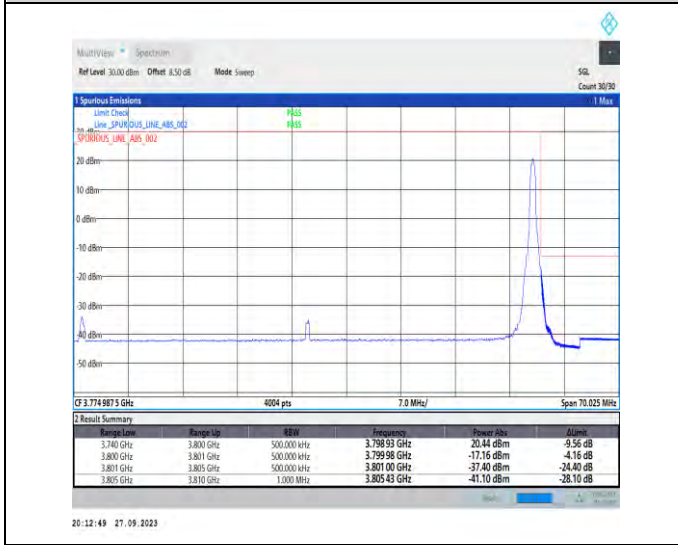 MultiView Spectrum
Ref Level 30.00 dBm Offset 8.50 dB Mode Sweep SGL
Count 30/30
1 Spurious Emissions 1 Max
Limit Check PASS
Line _SPURIOUS_LINE_ABS_002 PASS
_SPURIOUS_LINE_ABS_002
20 dBm
10 dBm
0 dBm
-10 dBm
-20 dBm
-30 dBm
-40 dBm
-50 dBm
CF 3.774 987 5 GHz 4004 pts 7.0 MHz/ Span 70.025 MHz
2 Result Summary
Range Low Range Up RBW Frequency Power Abs ΔLimit
3.740 GHz 3.800 GHz 500.000 kHz 3.798 93 GHz 20.44 dBm -9.56 dB
3.800 GHz 3.801 GHz 500.000 kHz 3.799 98 GHz -17.16 dBm -4.16 dB
3.801 GHz 3.805 GHz 500.000 kHz 3.801 00 GHz -37.40 dBm -24.40 dB
3.805 GHz 3.810 GHz 1.000 MHz 3.805 43 GHz -41.10 dBm -28.10 dB
20:12:49 27.09.2023